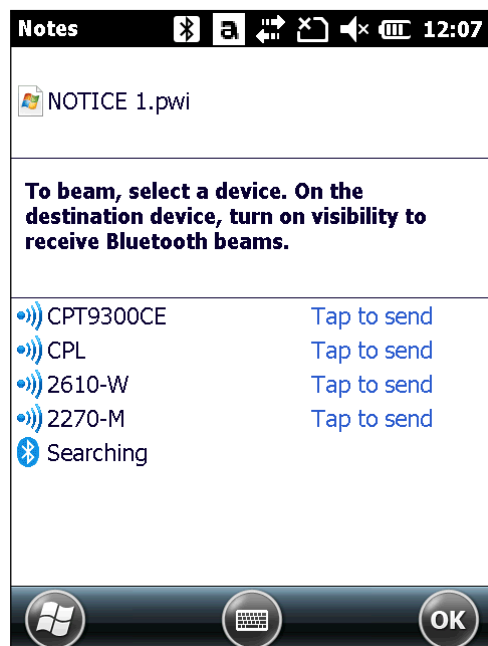 Notes a 12:07
NOTICE 1.pwi
To beam, select a device. On the
destination device, turn on visibility to
receive Bluetooth beams.
CPT9300CE Tap to send
CPL Tap to send
2610-W Tap to send
2270-M Tap to send
Searching
OK